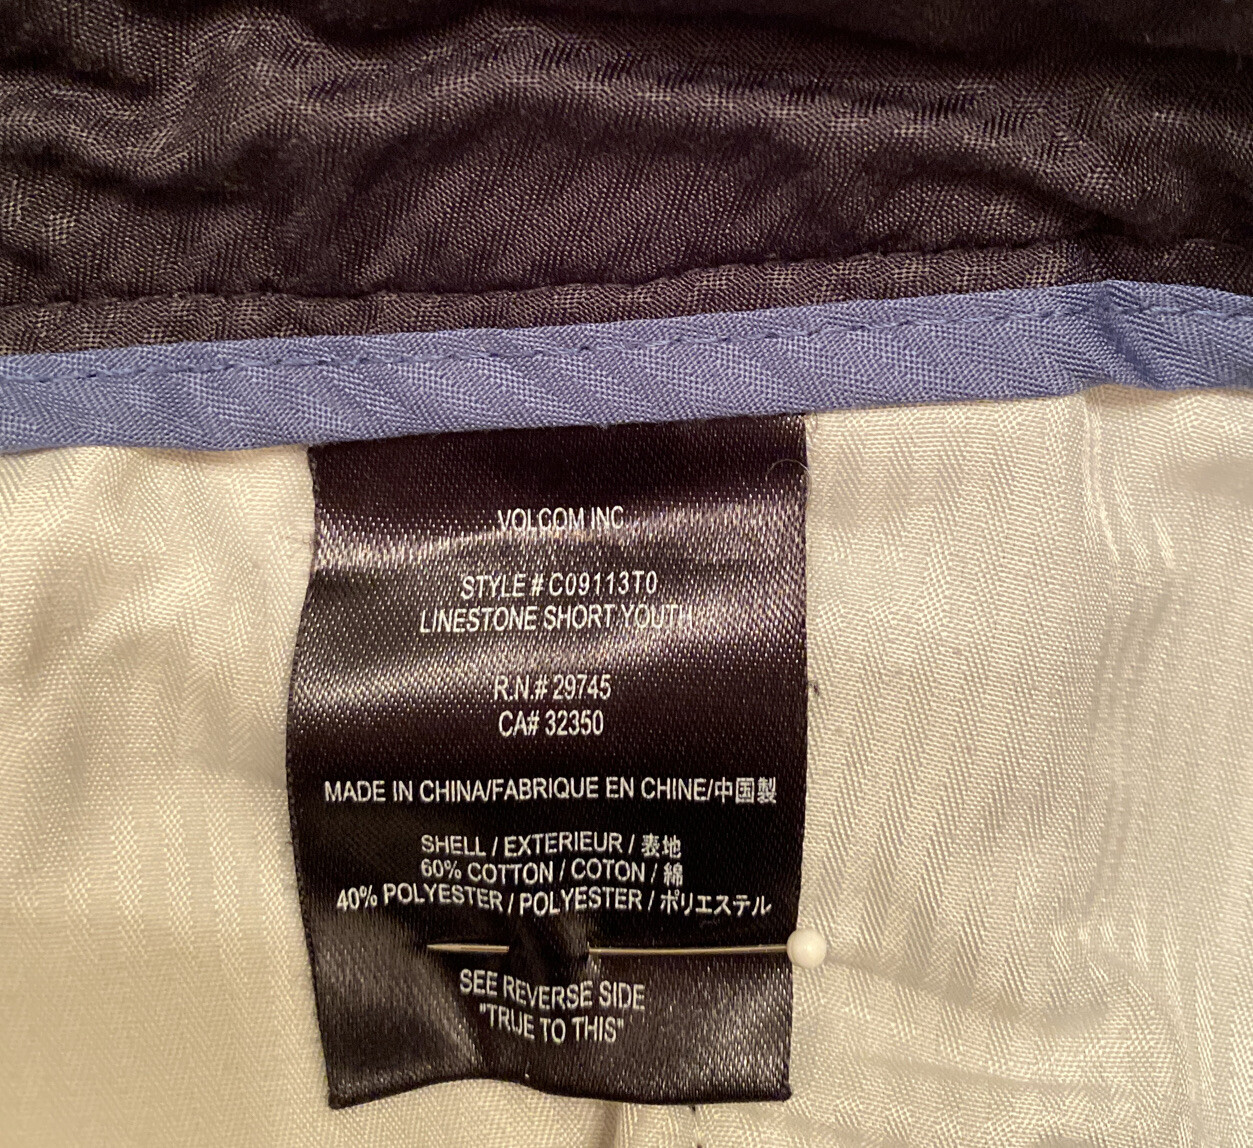 VOLCOM INC
STYLE # C09113T0
LINESTONE SHORT YOUTH
R.N.# 29745
CA# 32350
MADE IN CHINA/FABRIQUE EN CHINE/中国製
SHELL / EXTERIEUR / 表地
60% COTTON / COTON / 綿
40% POLYESTER / POLYESTER / ポリエステル
SEE REVERSE SIDE
"TRUE TO THIS"